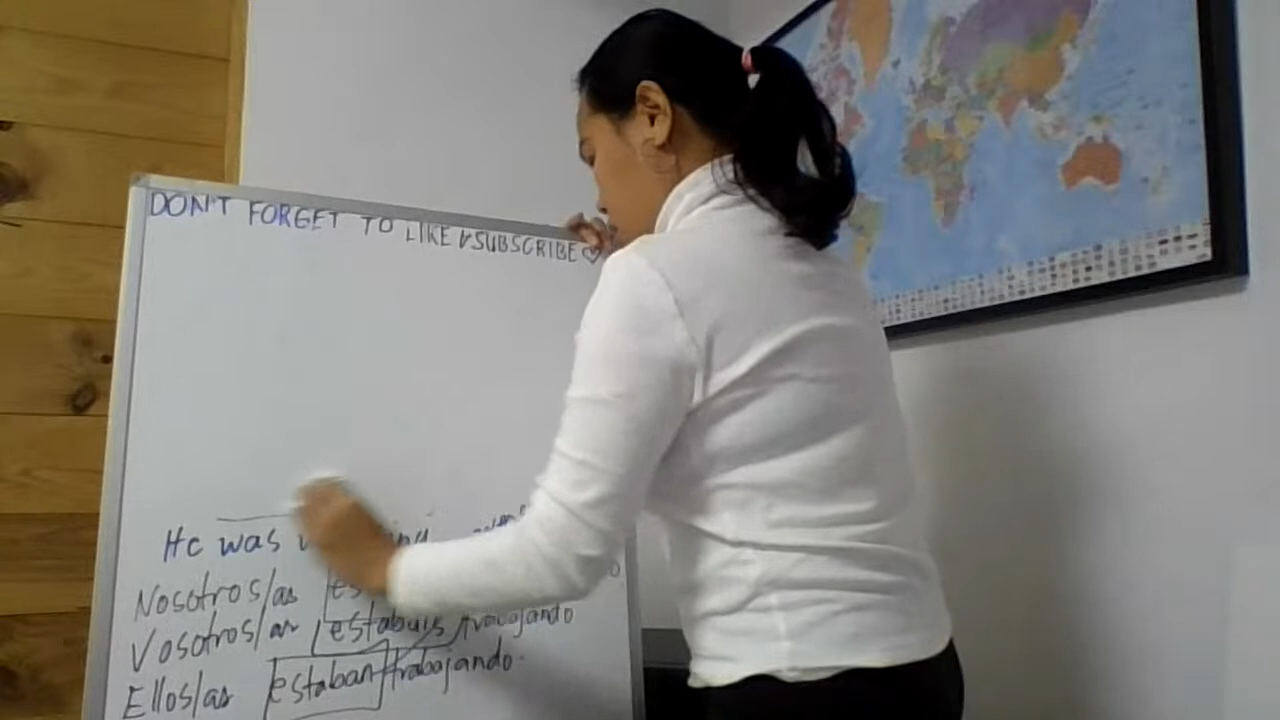 DON'T FORGET TO LIKE & SUBSCRIBE ♡
He was
Nosotros/as
Vosotros/as estabais trabajando
Ellos/as estaban trabajando.